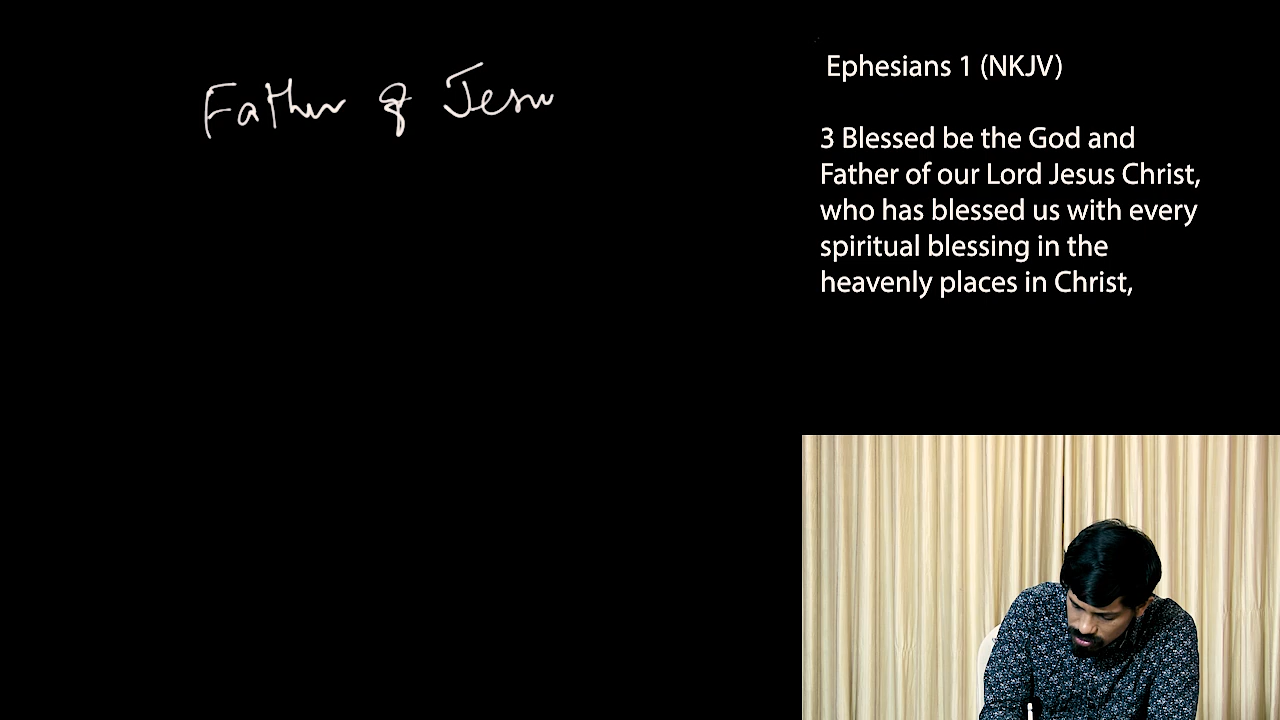 Father of Jesu
Ephesians 1 (NKJV)
3 Blessed be the God and
Father of our Lord Jesus Christ,
who has blessed us with every
spiritual blessing in the
heavenly places in Christ,